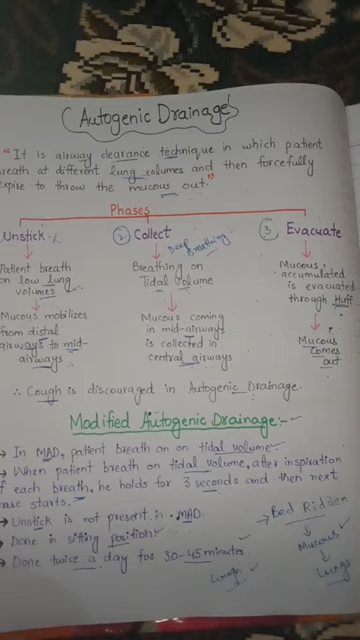 Autogenic Drainage
"It is airway clearance technique in which patient
breath at different lung volumes and then forcefully
expire to throw the mucous out."
Phases
Unstick
② Collect
③ Evacuate
Deep Breathing
Patient breath
on low lung
volumes
Breathing on
Tidal volume
Mucous
accumulated
is evacuated
through Huff
Mucous mobilizes
from distal
airways to mid-
airways
Mucous coming
in mid-airways
is collected in
central airways
Mucous
comes
out
∴ Cough is discouraged in Autogenic Drainage.
Modified Autogenic Drainage:-
→ In MAD, patient breath on on tidal volume
→ When patient breath on tidal volume, after inspiration
of each breath, he holds for 3 seconds and then next
starts.
→ Unstick is not present in MAD.
→ Done in sitting position
→ Done twice a day for 30-45 minutes
→ Bed Ridden
↓
Mucous
↓
Lungs
Cough